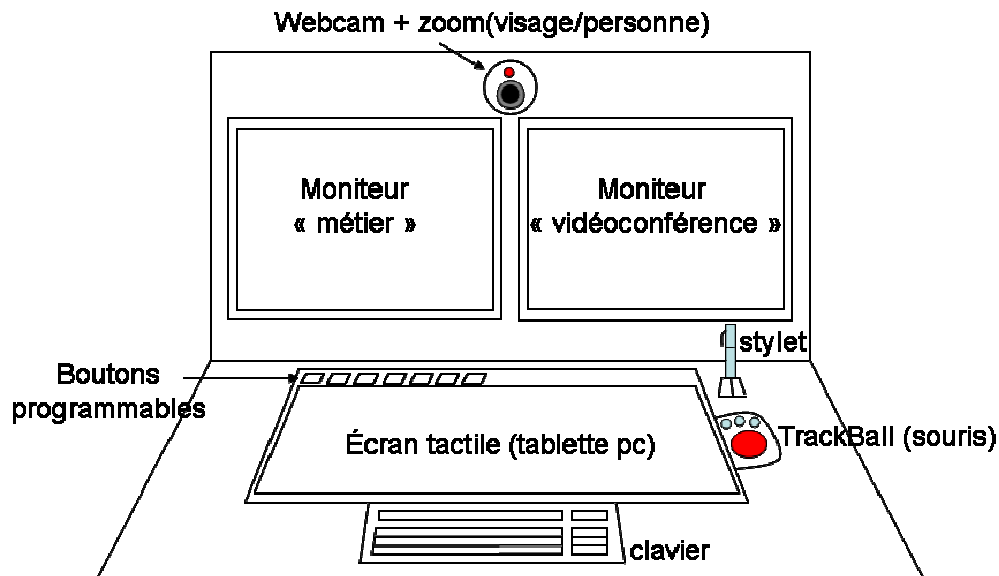 Webcam + zoom(visage/personne)
Moniteur
« métier »
Moniteur
« vidéoconférence »
stylet
Boutons
programmables
Écran tactile (tablette pc)
TrackBall (souris)
clavier